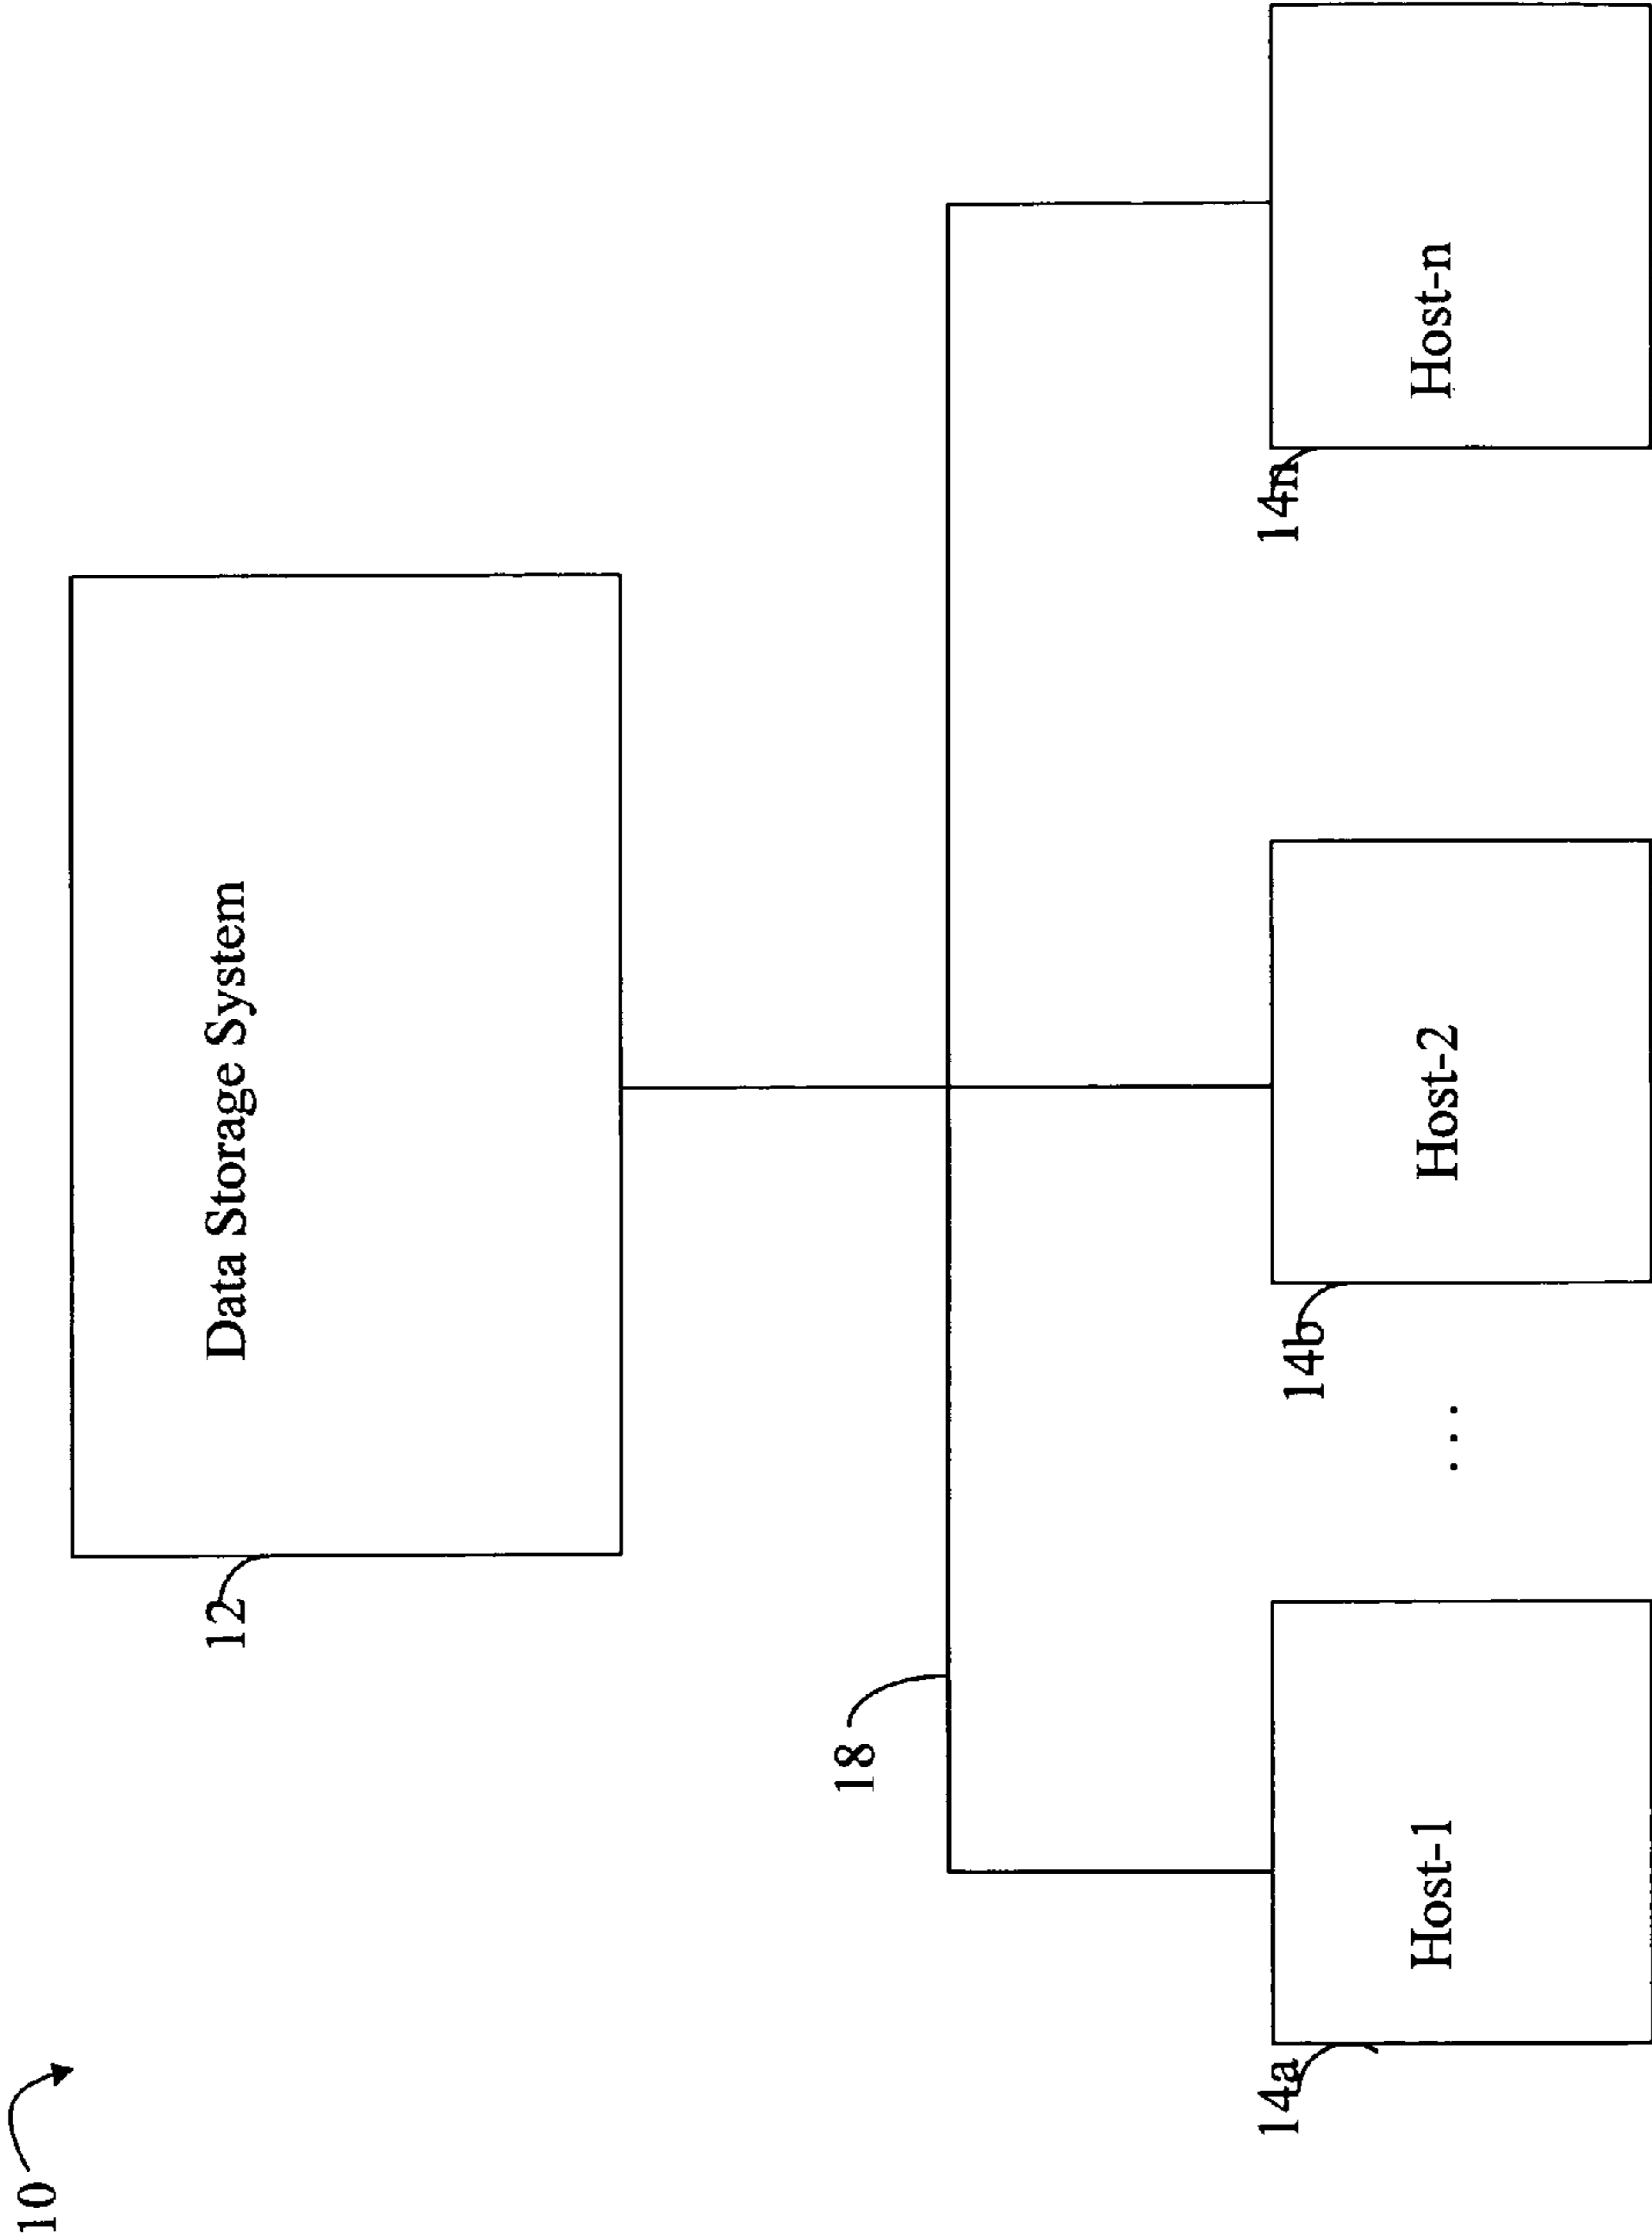 10
12
Data Storage System
18
14a
Host-1
. . .
14b
Host-2
14n
Host-n